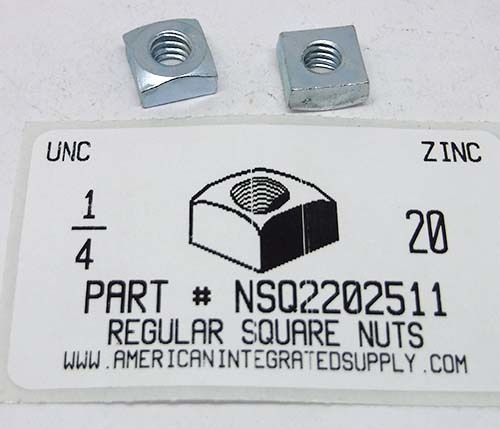 UNC ZINC
1/4 20
PART # NSQ2202511
REGULAR SQUARE NUTS
WWW.AMERICANINTEGRATEDSUPPLY.COM